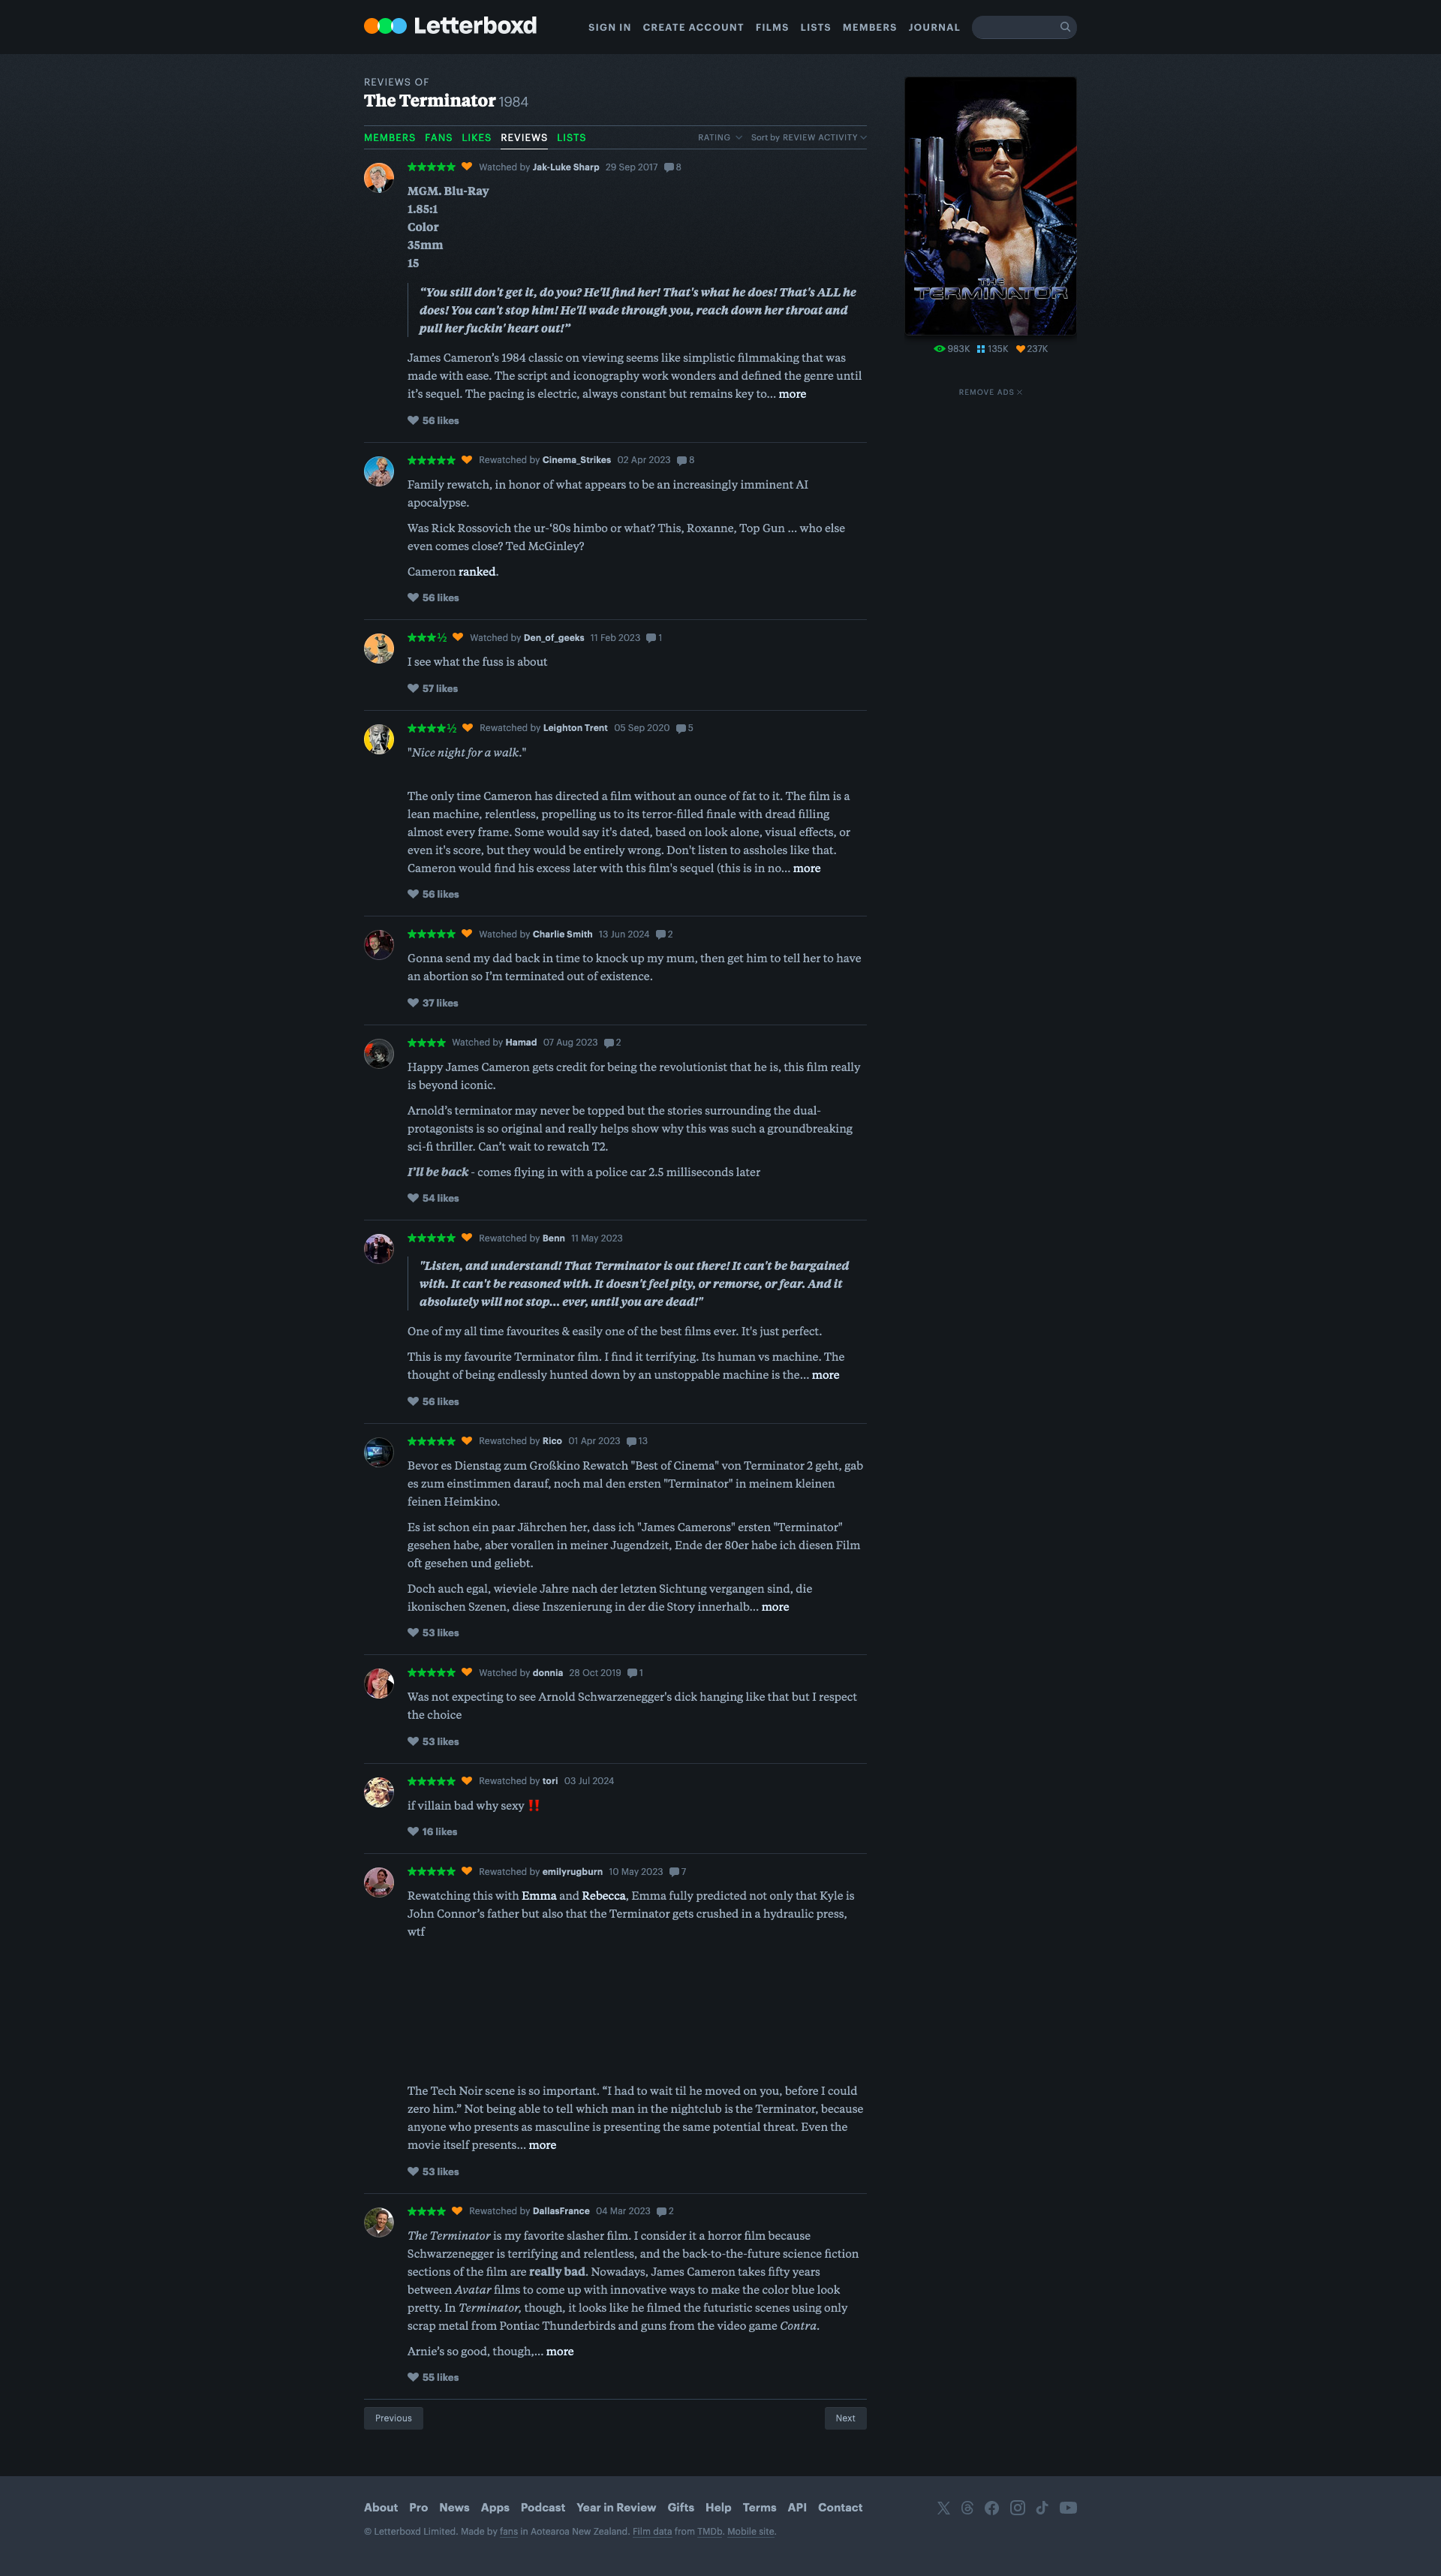 Letterboxd
SIGN IN CREATE ACCOUNT FILMS LISTS MEMBERS JOURNAL
REVIEWS OF
The Terminator 1984
MEMBERS FANS LIKES REVIEWS LISTS
RATING Sort by REVIEW ACTIVITY
Watched by Jak-Luke Sharp 29 Sep 2017 8
MGM. Blu-Ray
1.85:1
Color
35mm
15
“You still don't get it, do you? He'll find her! That's what he does! That's ALL he
does! You can't stop him! He'll wade through you, reach down her throat and
pull her fuckin' heart out!”
James Cameron’s 1984 classic on viewing seems like simplistic filmmaking that was
made with ease. The script and iconography work wonders and defined the genre until
it’s sequel. The pacing is electric, always constant but remains key to... more
56 likes
Rewatched by Cinema_Strikes 02 Apr 2023 8
Family rewatch, in honor of what appears to be an increasingly imminent AI
apocalypse.
Was Rick Rossovich the ur-‘80s himbo or what? This, Roxanne, Top Gun … who else
even comes close? Ted McGinley?
Cameron ranked.
56 likes
½ Watched by Den_of_geeks 11 Feb 2023 1
I see what the fuss is about
57 likes
½ Rewatched by Leighton Trent 05 Sep 2020 5
"Nice night for a walk."
The only time Cameron has directed a film without an ounce of fat to it. The film is a
lean machine, relentless, propelling us to its terror-filled finale with dread filling
almost every frame. Some would say it's dated, based on look alone, visual effects, or
even it's score, but they would be entirely wrong. Don't listen to assholes like that.
Cameron would find his excess later with this film's sequel (this is in no... more
56 likes
Watched by Charlie Smith 13 Jun 2024 2
Gonna send my dad back in time to knock up my mum, then get him to tell her to have
an abortion so I’m terminated out of existence.
37 likes
Watched by Hamad 07 Aug 2023 2
Happy James Cameron gets credit for being the revolutionist that he is, this film really
is beyond iconic.
Arnold’s terminator may never be topped but the stories surrounding the dual-
protagonists is so original and really helps show why this was such a groundbreaking
sci-fi thriller. Can’t wait to rewatch T2.
I’ll be back - comes flying in with a police car 2.5 milliseconds later
54 likes
Rewatched by Benn 11 May 2023
"Listen, and understand! That Terminator is out there! It can't be bargained
with. It can't be reasoned with. It doesn't feel pity, or remorse, or fear. And it
absolutely will not stop... ever, until you are dead!"
One of my all time favourites & easily one of the best films ever. It's just perfect.
This is my favourite Terminator film. I find it terrifying. Its human vs machine. The
thought of being endlessly hunted down by an unstoppable machine is the... more
56 likes
Rewatched by Rico 01 Apr 2023 13
Bevor es Dienstag zum Großkino Rewatch "Best of Cinema" von Terminator 2 geht, gab
es zum einstimmen darauf, noch mal den ersten "Terminator" in meinem kleinen
feinen Heimkino.
Es ist schon ein paar Jährchen her, dass ich "James Camerons" ersten "Terminator"
gesehen habe, aber vorallen in meiner Jugendzeit, Ende der 80er habe ich diesen Film
oft gesehen und geliebt.
Doch auch egal, wieviele Jahre nach der letzten Sichtung vergangen sind, die
ikonischen Szenen, diese Inszenierung in der die Story innerhalb... more
53 likes
Watched by donnia 28 Oct 2019 1
Was not expecting to see Arnold Schwarzenegger's dick hanging like that but I respect
the choice
53 likes
Rewatched by tori 03 Jul 2024
if villain bad why sexy ‼️
16 likes
Rewatched by emilyrugburn 10 May 2023 7
Rewatching this with Emma and Rebecca, Emma fully predicted not only that Kyle is
John Connor’s father but also that the Terminator gets crushed in a hydraulic press,
wtf
The Tech Noir scene is so important. “I had to wait til he moved on you, before I could
zero him.” Not being able to tell which man in the nightclub is the Terminator, because
anyone who presents as masculine is presenting the same potential threat. Even the
movie itself presents... more
53 likes
Rewatched by DallasFrance 04 Mar 2023 2
The Terminator is my favorite slasher film. I consider it a horror film because
Schwarzenegger is terrifying and relentless, and the back-to-the-future science fiction
sections of the film are really bad. Nowadays, James Cameron takes fifty years
between Avatar films to come up with innovative ways to make the color blue look
pretty. In Terminator, though, it looks like he filmed the futuristic scenes using only
scrap metal from Pontiac Thunderbirds and guns from the video game Contra.
Arnie’s so good, though,... more
55 likes
Previous Next
THE
TERMINATOR
983K 135K 237K
REMOVE ADS
About Pro News Apps Podcast Year in Review Gifts Help Terms API Contact
© Letterboxd Limited. Made by fans in Aotearoa New Zealand. Film data from TMDb. Mobile site.